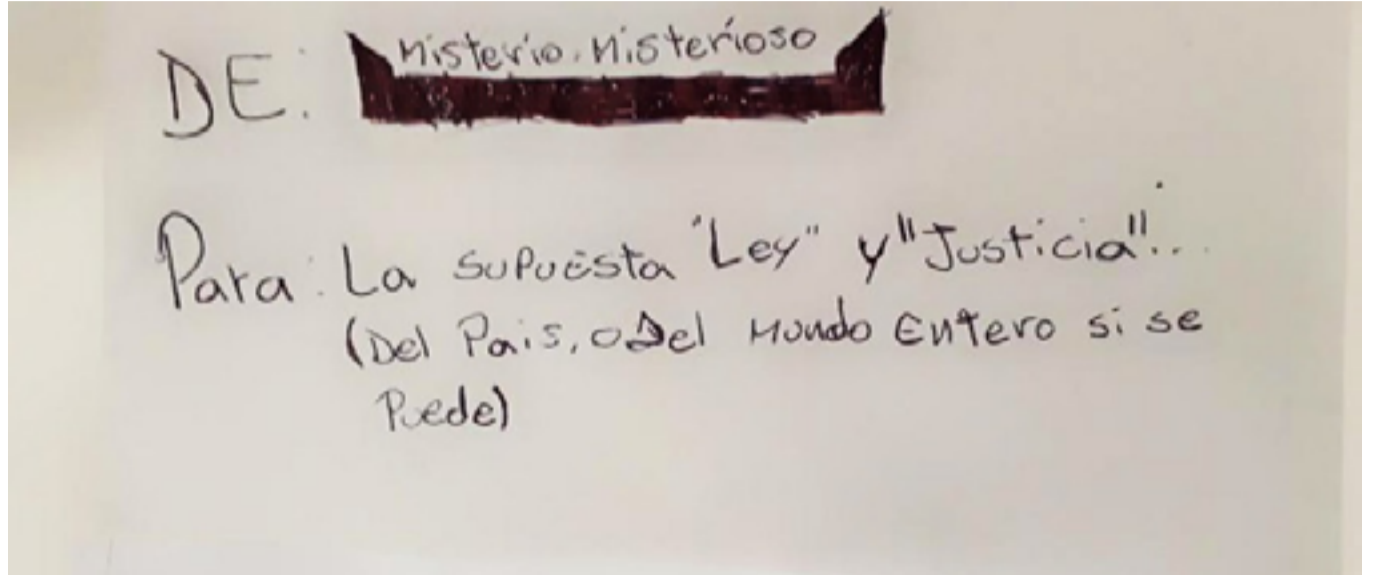 DE: Misterio. Misterioso
Para: La supuesta "Ley" y "Justicia"...
(Del Pais, o Del Mundo Entero si se
Puede)